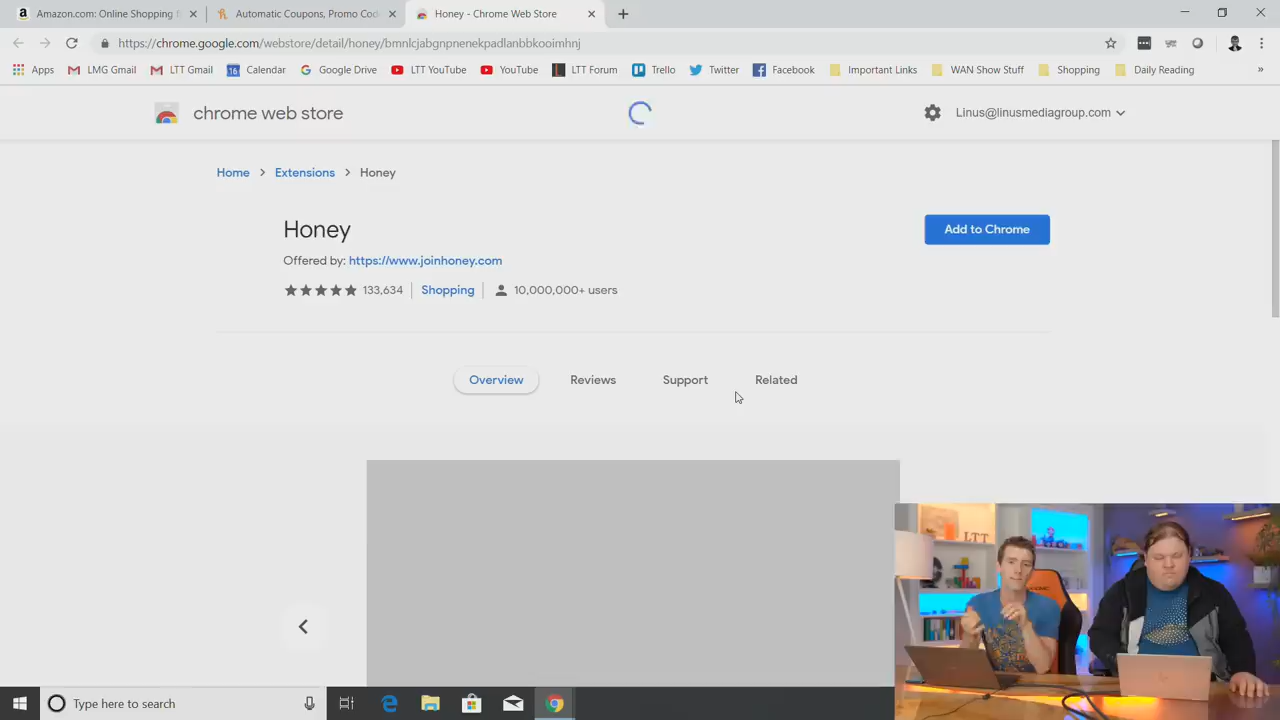 Amazon.com: Online Shopping f
Automatic Coupons, Promo Code
Honey - Chrome Web Store
https://chrome.google.com/webstore/detail/honey/bmnlcjabgnpnenekpadlanbbkooimhnj
Apps
LMG Gmail
LTT Gmail
16
Calendar
Google Drive
LTT YouTube
YouTube
LTT Forum
Trello
Twitter
Facebook
Important Links
WAN Show Stuff
Shopping
Daily Reading
»
chrome web store
Linus@linusmediagroup.com
Home > Extensions > Honey
Honey
Add to Chrome
Offered by: https://www.joinhoney.com
133,634
Shopping
10,000,000+ users
Overview
Reviews
Support
Related
LTT
Type here to search